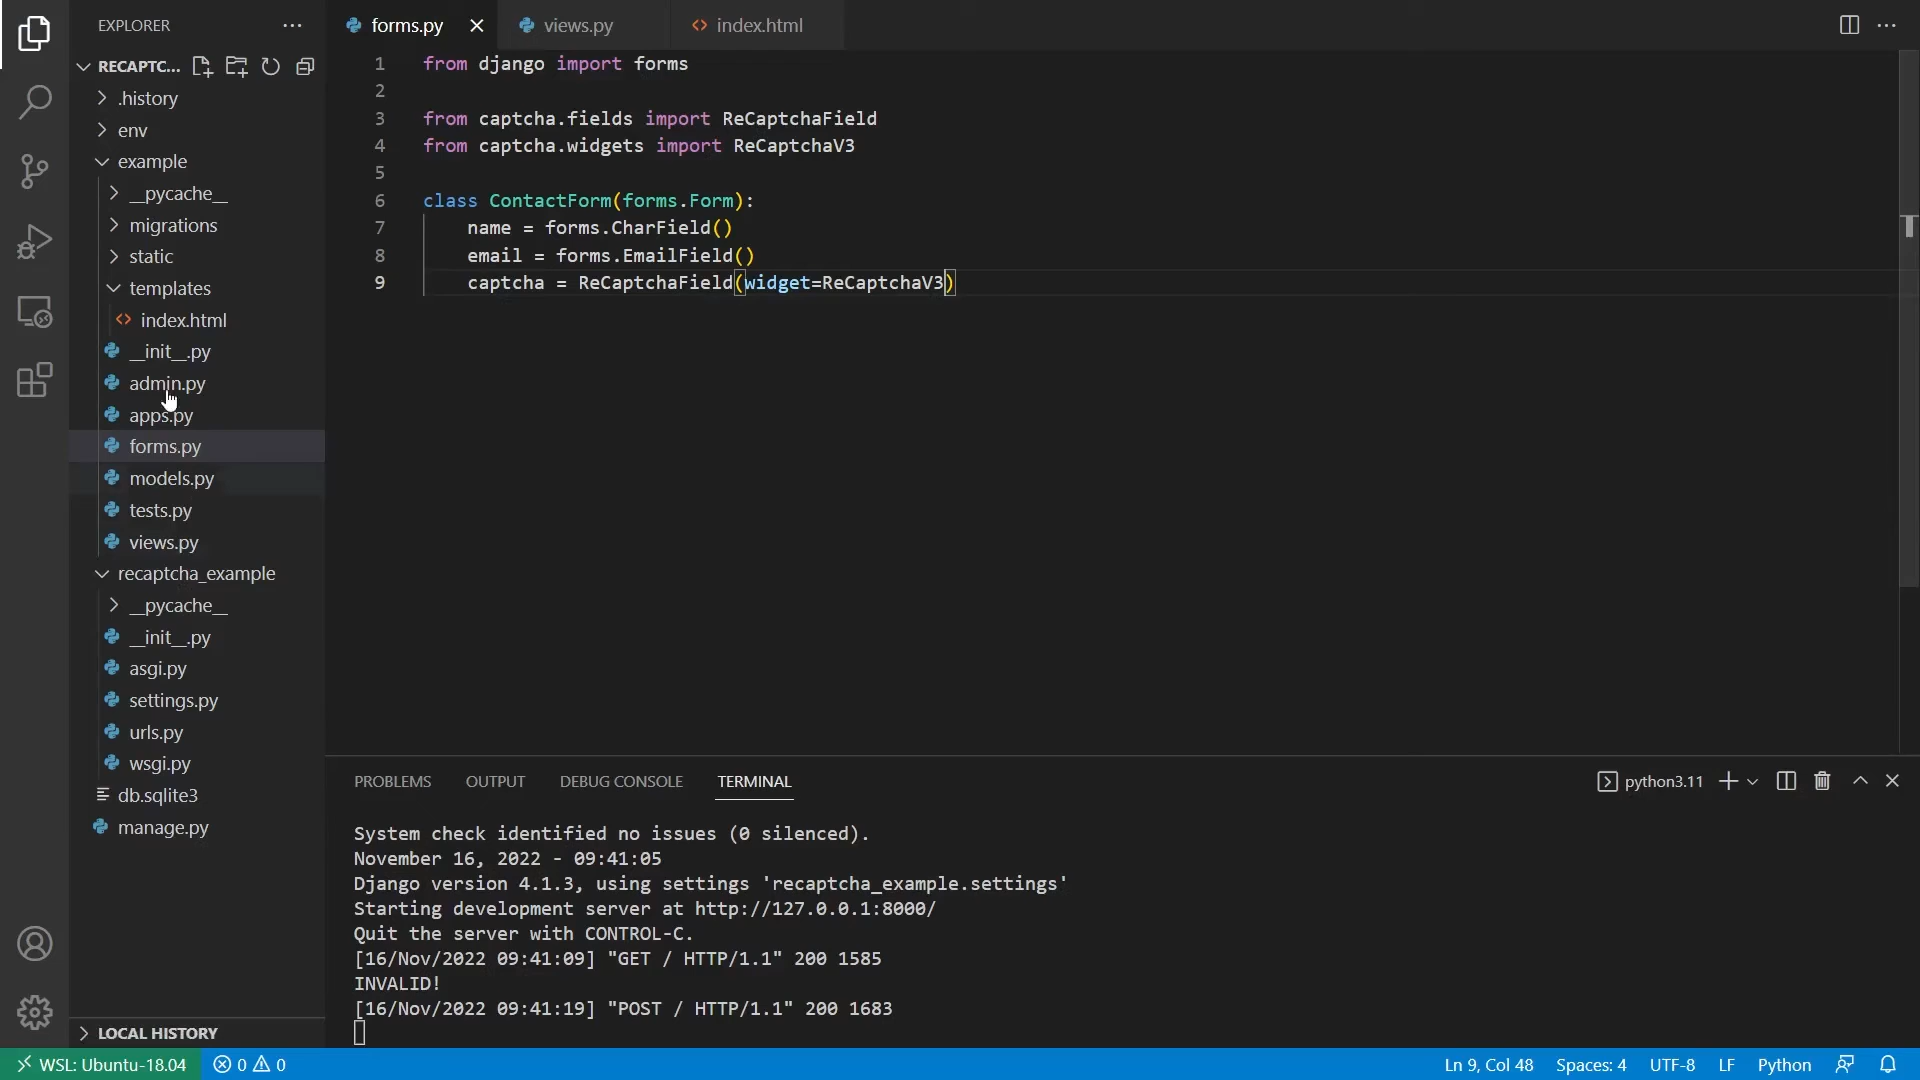 EXPLORER
RECAPTC...
.history
env
example
__pycache__
migrations
static
templates
index.html
__init__.py
admin.py
apps.py
forms.py
models.py
tests.py
views.py
recaptcha_example
__pycache__
__init__.py
asgi.py
settings.py
urls.py
wsgi.py
db.sqlite3
manage.py
LOCAL HISTORY
forms.py views.py index.html
1 from django import forms
2
3 from captcha.fields import ReCaptchaField
4 from captcha.widgets import ReCaptchaV3
5
6 class ContactForm(forms.Form):
7 name = forms.CharField()
8 email = forms.EmailField()
9 captcha = ReCaptchaField(widget=ReCaptchaV3)
PROBLEMS OUTPUT DEBUG CONSOLE TERMINAL python3.11
System check identified no issues (0 silenced).
November 16, 2022 - 09:41:05
Django version 4.1.3, using settings 'recaptcha_example.settings'
Starting development server at http://127.0.0.1:8000/
Quit the server with CONTROL-C.
[16/Nov/2022 09:41:09] "GET / HTTP/1.1" 200 1585
INVALID!
[16/Nov/2022 09:41:19] "POST / HTTP/1.1" 200 1683
WSL: Ubuntu-18.04 0 0 Ln 9, Col 48 Spaces: 4 UTF-8 LF Python